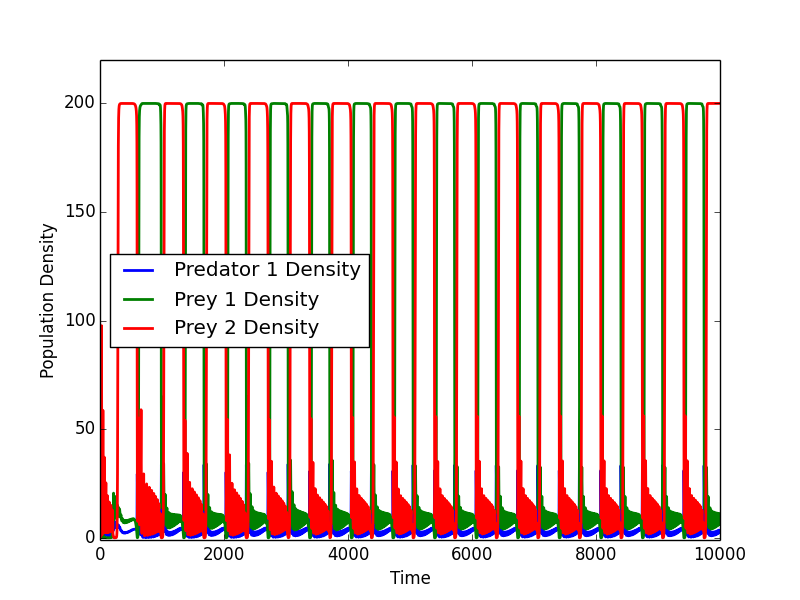 200
150
100
50
0
Population Density
Predator 1 Density
Prey 1 Density
Prey 2 Density
0 2000 4000 6000 8000 10000
Time